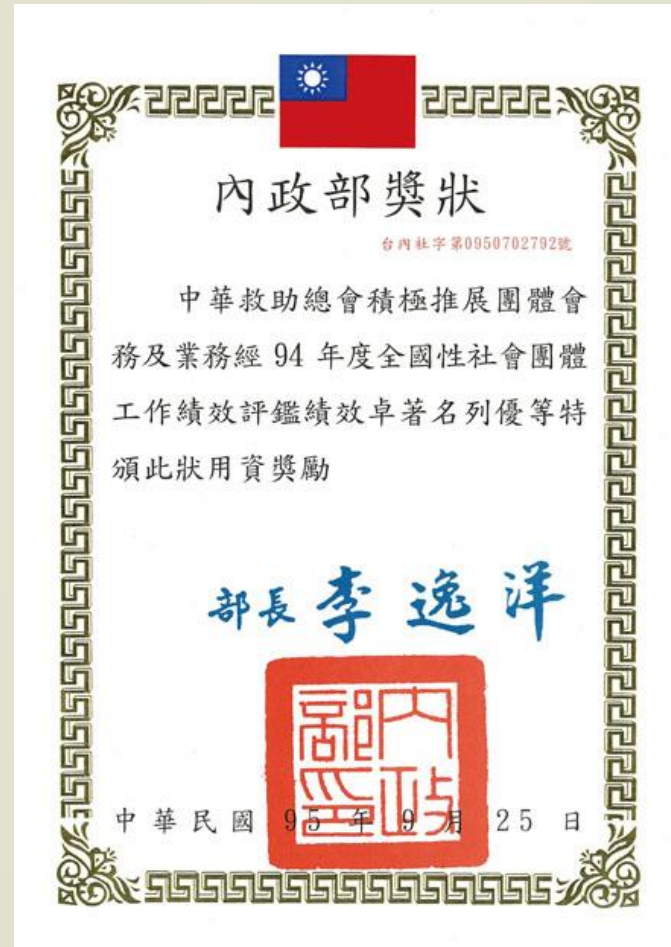 內政部獎狀
台內社字第0950702792號
中華救助總會積極推展團體會
務及業務經 94 年度全國性社會團體
工作績效評鑑績效卓著名列優等特
頒此狀用資獎勵
部長 李逸洋
內政部印
中華民國 95 年 9 月 25 日